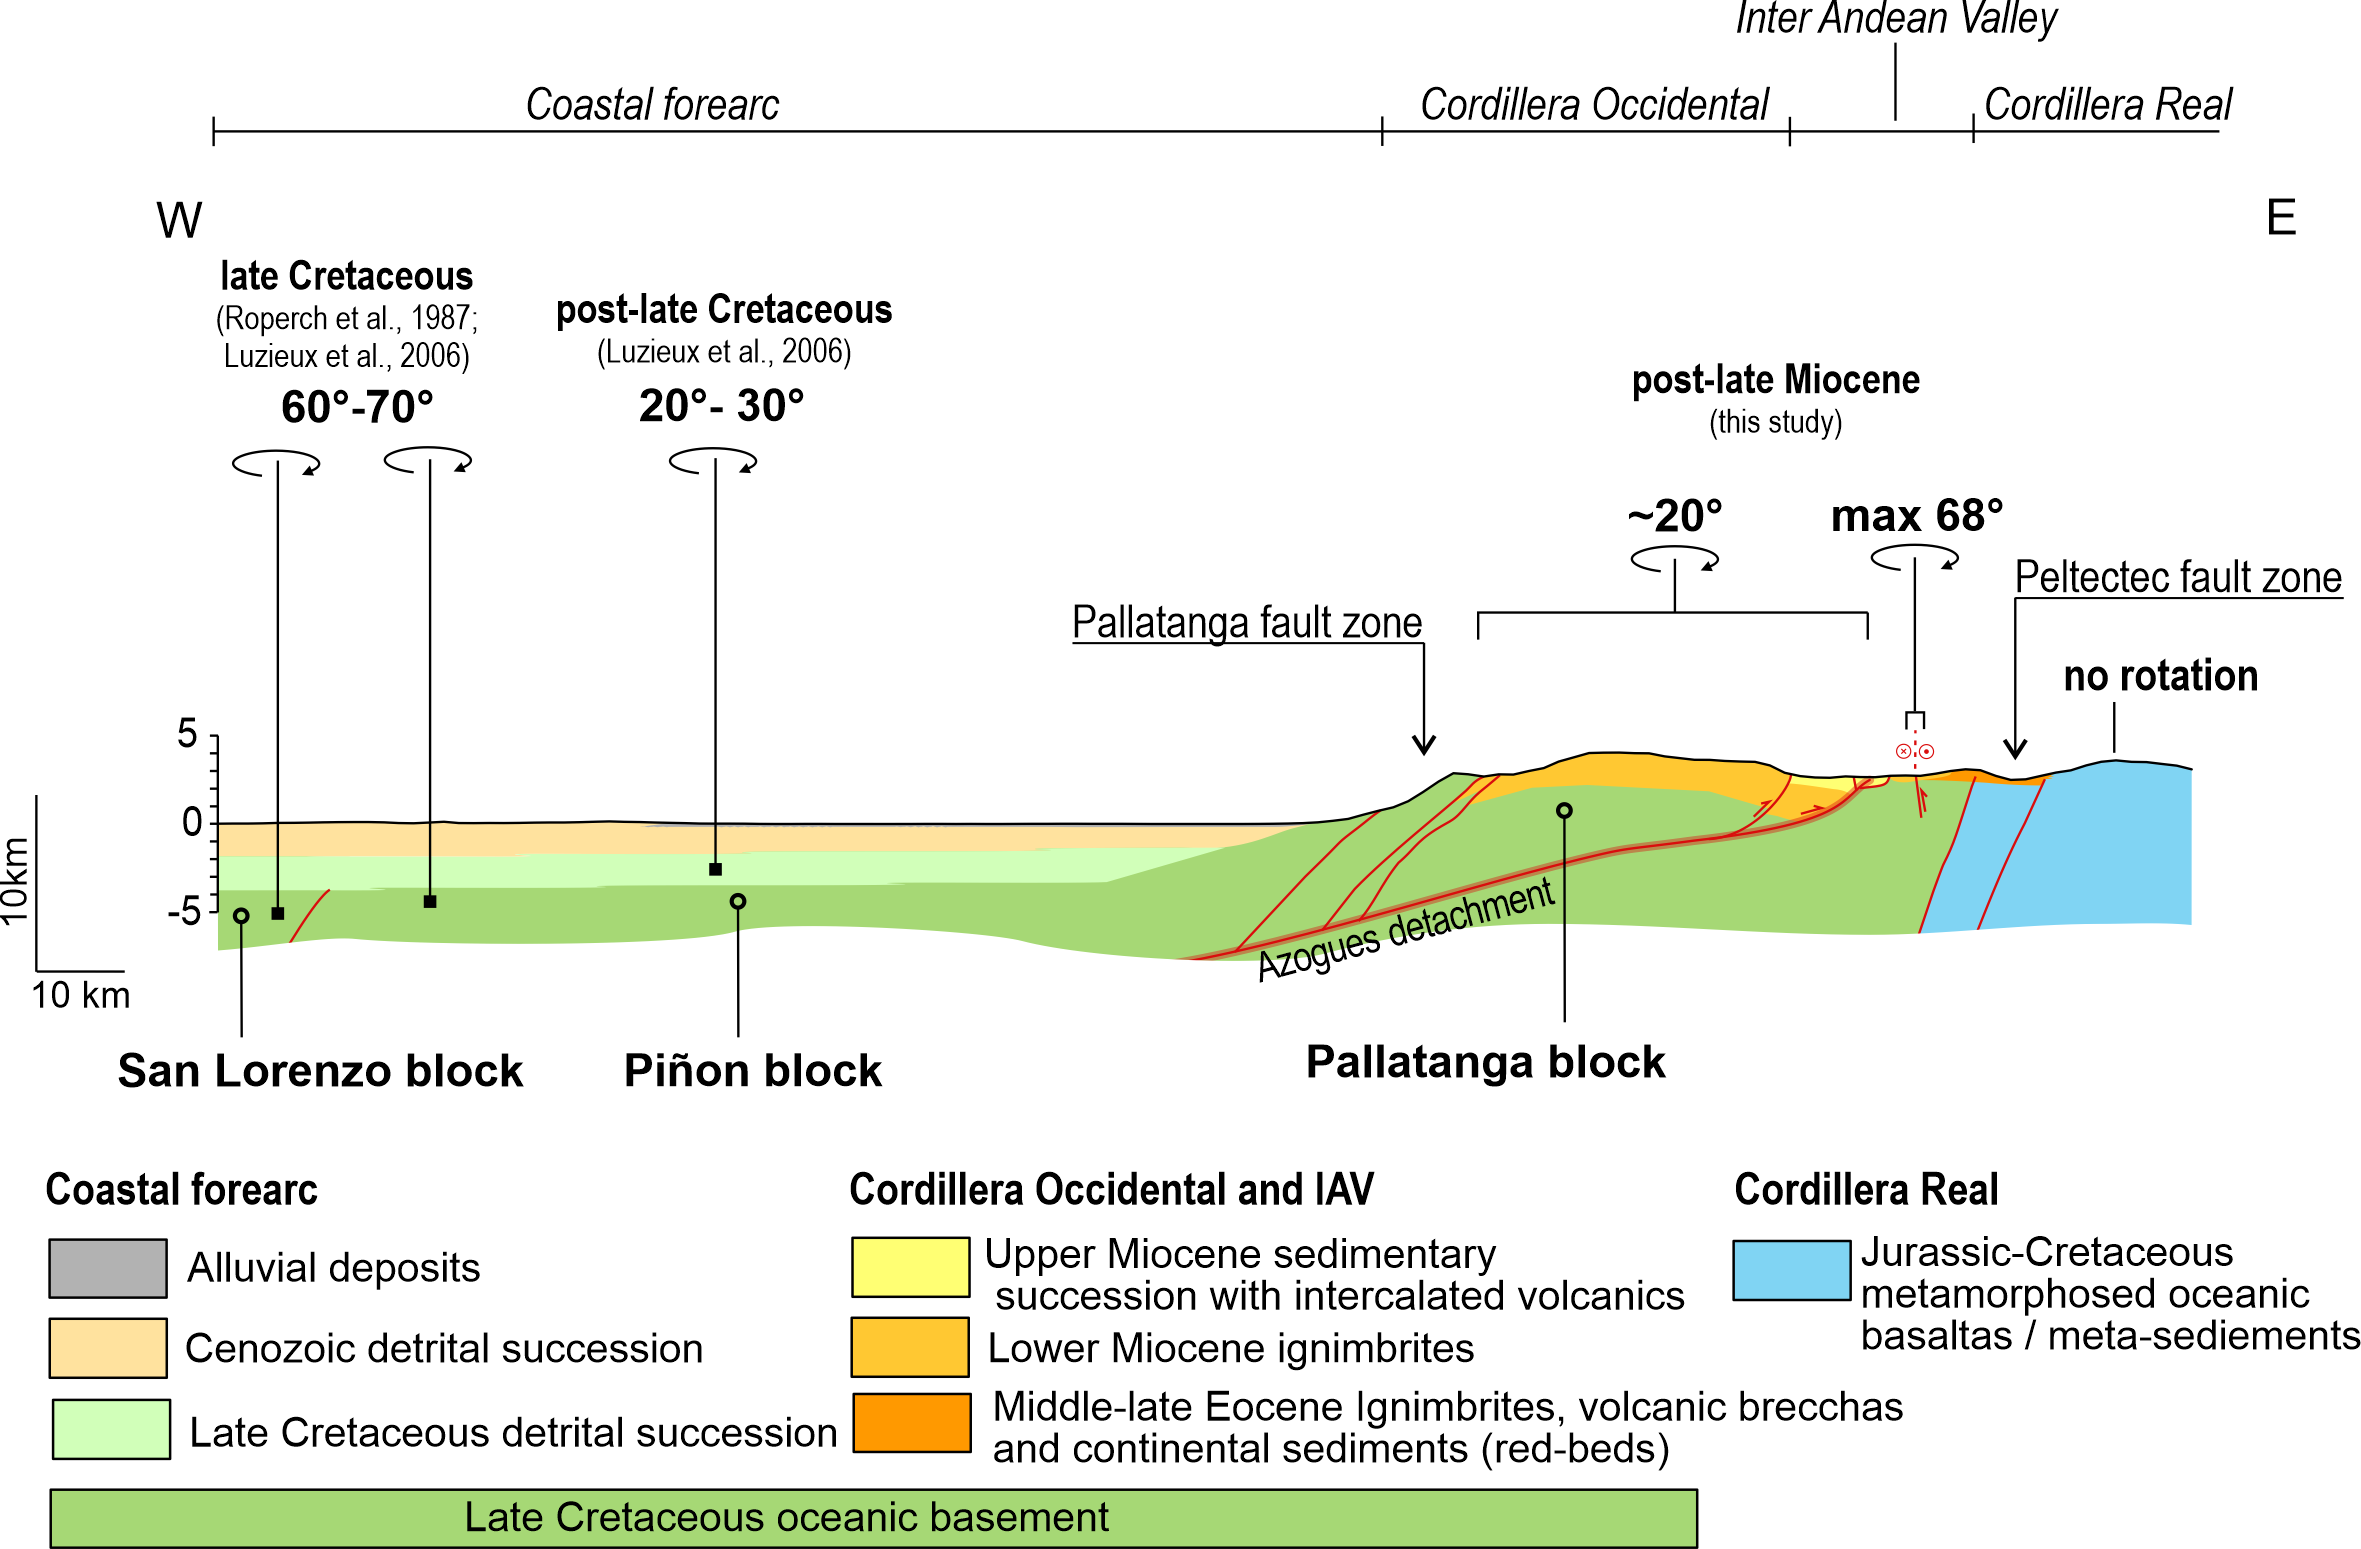 Inter Andean Valley
Coastal forearc
Cordillera Occidental
Cordillera Real
W
E
late Cretaceous
(Roperch et al., 1987;
Luzieux et al., 2006)
60°-70°
post-late Cretaceous
(Luzieux et al., 2006)
20°- 30°
post-late Miocene
(this study)
~20°
max 68°
Pallatanga fault zone
Peltectec fault zone
no rotation
5
0
-5
10km
10 km
Azogues detachment
San Lorenzo block
Piñon block
Pallatanga block
Coastal forearc
Alluvial deposits
Cenozoic detrital succession
Late Cretaceous detrital succession
Late Cretaceous oceanic basement
Cordillera Occidental and IAV
Upper Miocene sedimentary
succession with intercalated volcanics
Lower Miocene ignimbrites
Middle-late Eocene Ignimbrites, volcanic brecchas
and continental sediments (red-beds)
Cordillera Real
Jurassic-Cretaceous
metamorphosed oceanic
basaltas / meta-sediements